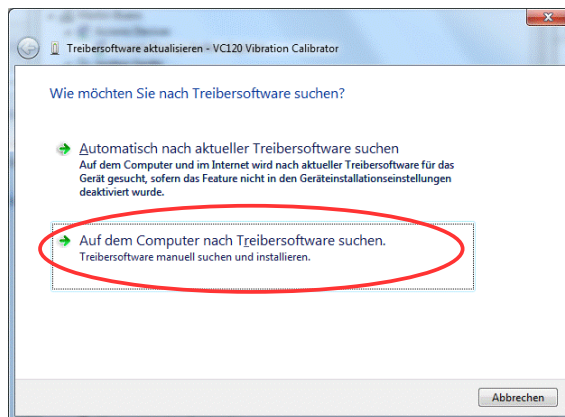 Treibersoftware aktualisieren - VC120 Vibration Calibrator
Wie möchten Sie nach Treibersoftware suchen?
Automatisch nach aktueller Treibersoftware suchen
Auf dem Computer und im Internet wird nach aktueller Treibersoftware für das
Gerät gesucht, sofern das Feature nicht in den Geräteinstallationseinstellungen
deaktiviert wurde.
Auf dem Computer nach Treibersoftware suchen.
Treibersoftware manuell suchen und installieren.
Abbrechen